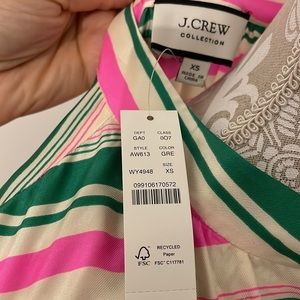 J.CREW
COLLECTION
XS
MADE IN
CHINA
DEPT CLASS
GA0 0O7
STYLE COLOR
AW613 GRE
SIZE
WY4948 XS
099106170572
FSC
RECYCLED
Paper
FSC® C117781